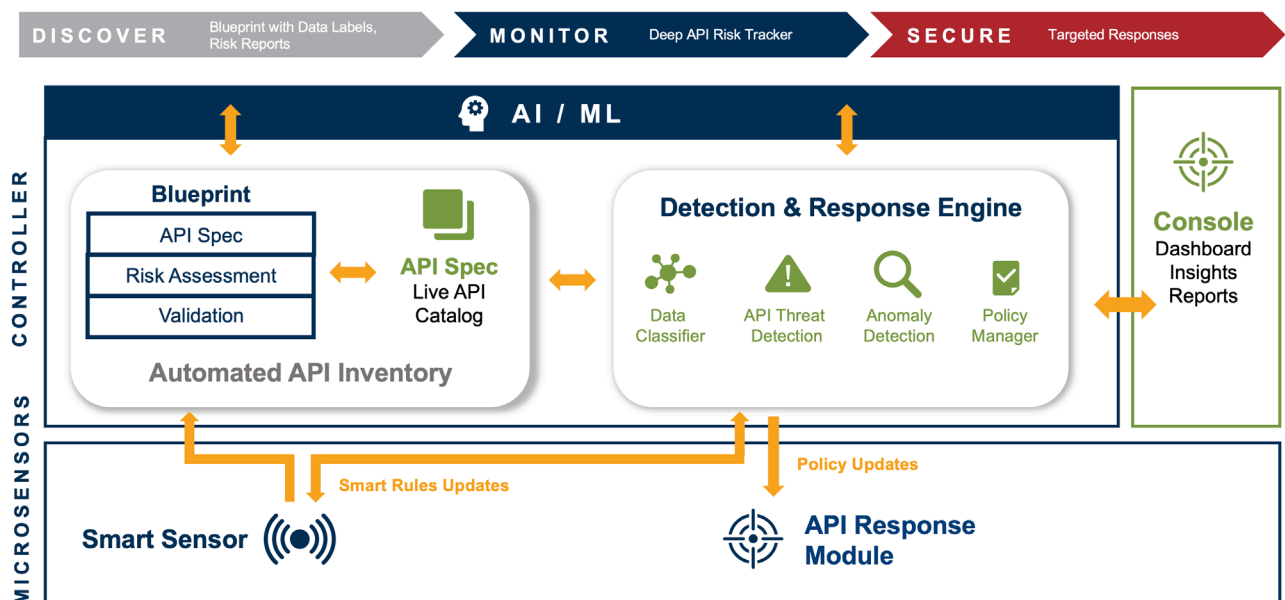 DISCOVER
Blueprint with Data Labels,
Risk Reports
MONITOR
Deep API Risk Tracker
SECURE
Targeted Responses
AI / ML
CONTROLLER
Blueprint
API Spec
Risk Assessment
Validation
API Spec
Live API
Catalog
Automated API Inventory
Detection & Response Engine
Data
Classifier
API Threat
Detection
Anomaly
Detection
Policy
Manager
Console
Dashboard
Insights
Reports
MICROSENSORS
Smart Rules Updates
Policy Updates
Smart Sensor
API Response
Module